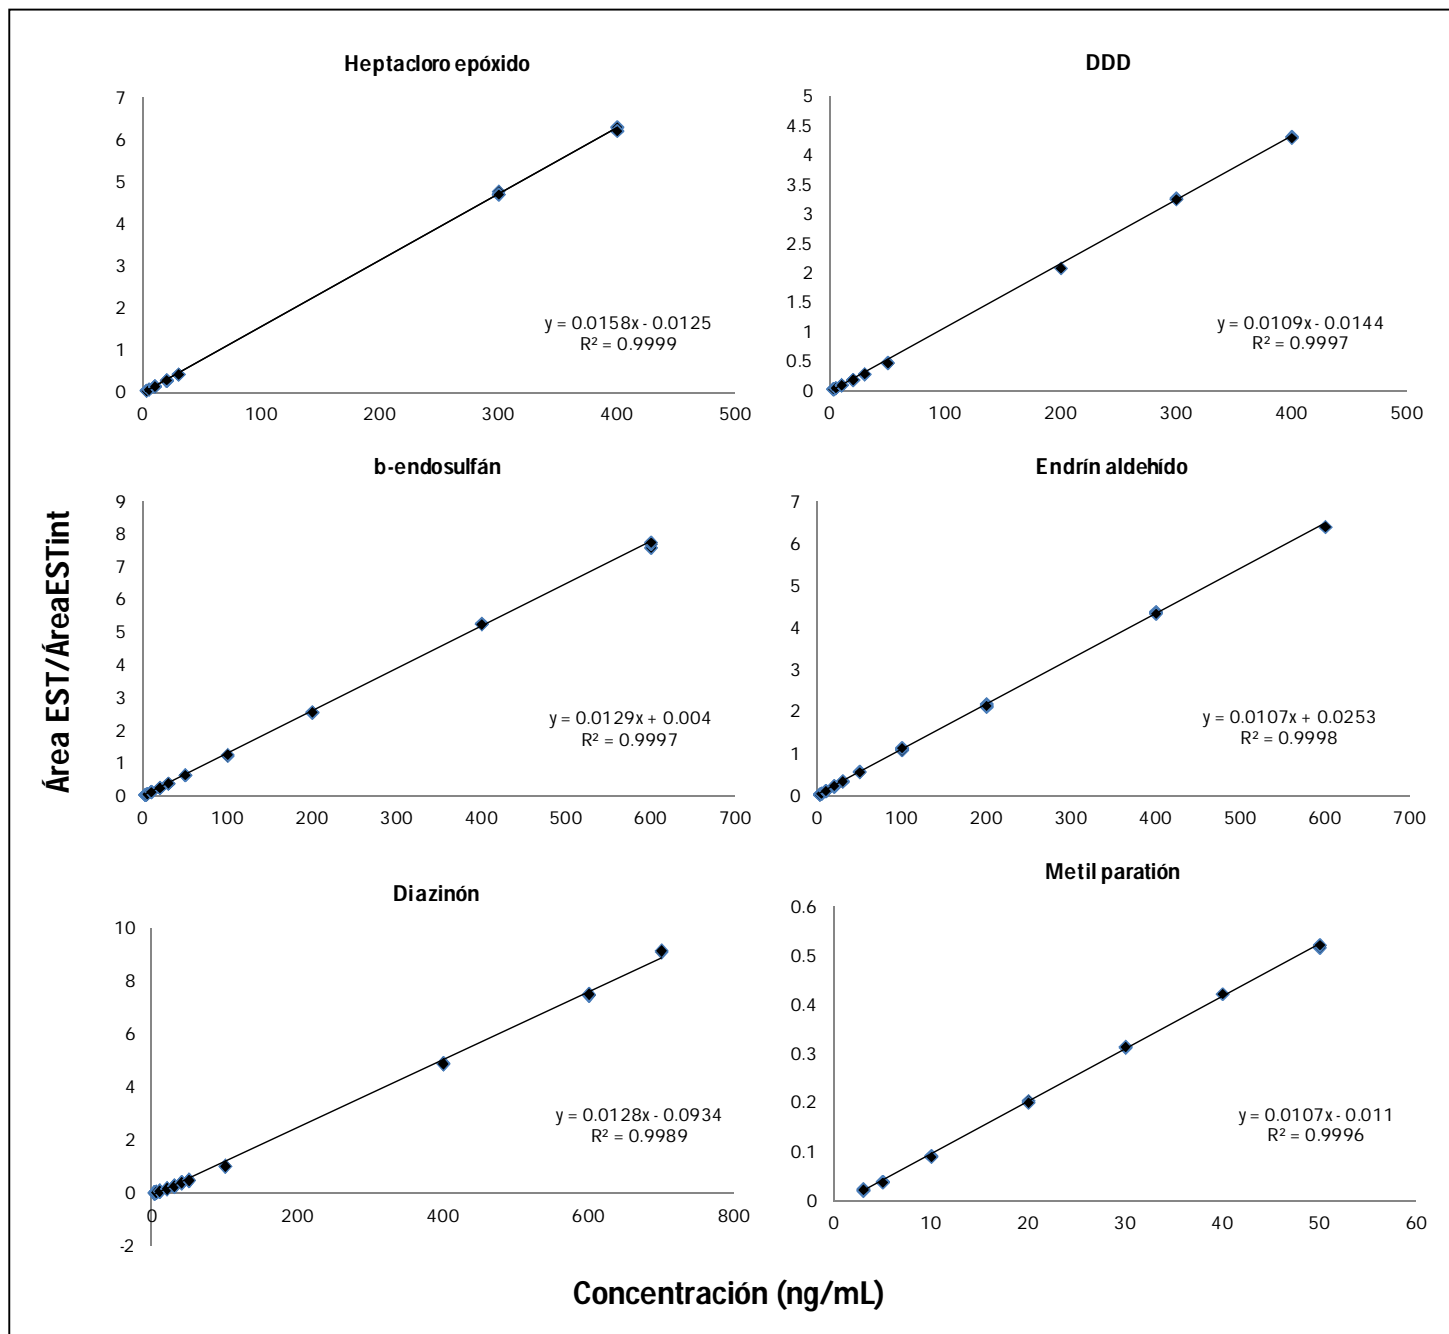 Heptacloro epóxido
7
6
5
4
3
2
1
0
0 100 200 300 400 500
y = 0.0158x - 0.0125
R² = 0.9999
DDD
5
4.5
4
3.5
3
2.5
2
1.5
1
0.5
0
0 100 200 300 400 500
y = 0.0109x - 0.0144
R² = 0.9997
b-endosulfán
9
8
7
6
5
4
3
2
1
0
0 100 200 300 400 500 600 700
y = 0.0129x + 0.004
R² = 0.9997
Endrín aldehído
7
6
5
4
3
2
1
0
0 100 200 300 400 500 600 700
y = 0.0107x + 0.0253
R² = 0.9998
Diazinón
10
8
6
4
2
0
-2
0 200 400 600 800
y = 0.0128x - 0.0934
R² = 0.9989
Metil paratión
0.6
0.5
0.4
0.3
0.2
0.1
0
0 10 20 30 40 50 60
y = 0.0107x - 0.011
R² = 0.9996
Área EST/ÁreaESTint
Concentración (ng/mL)